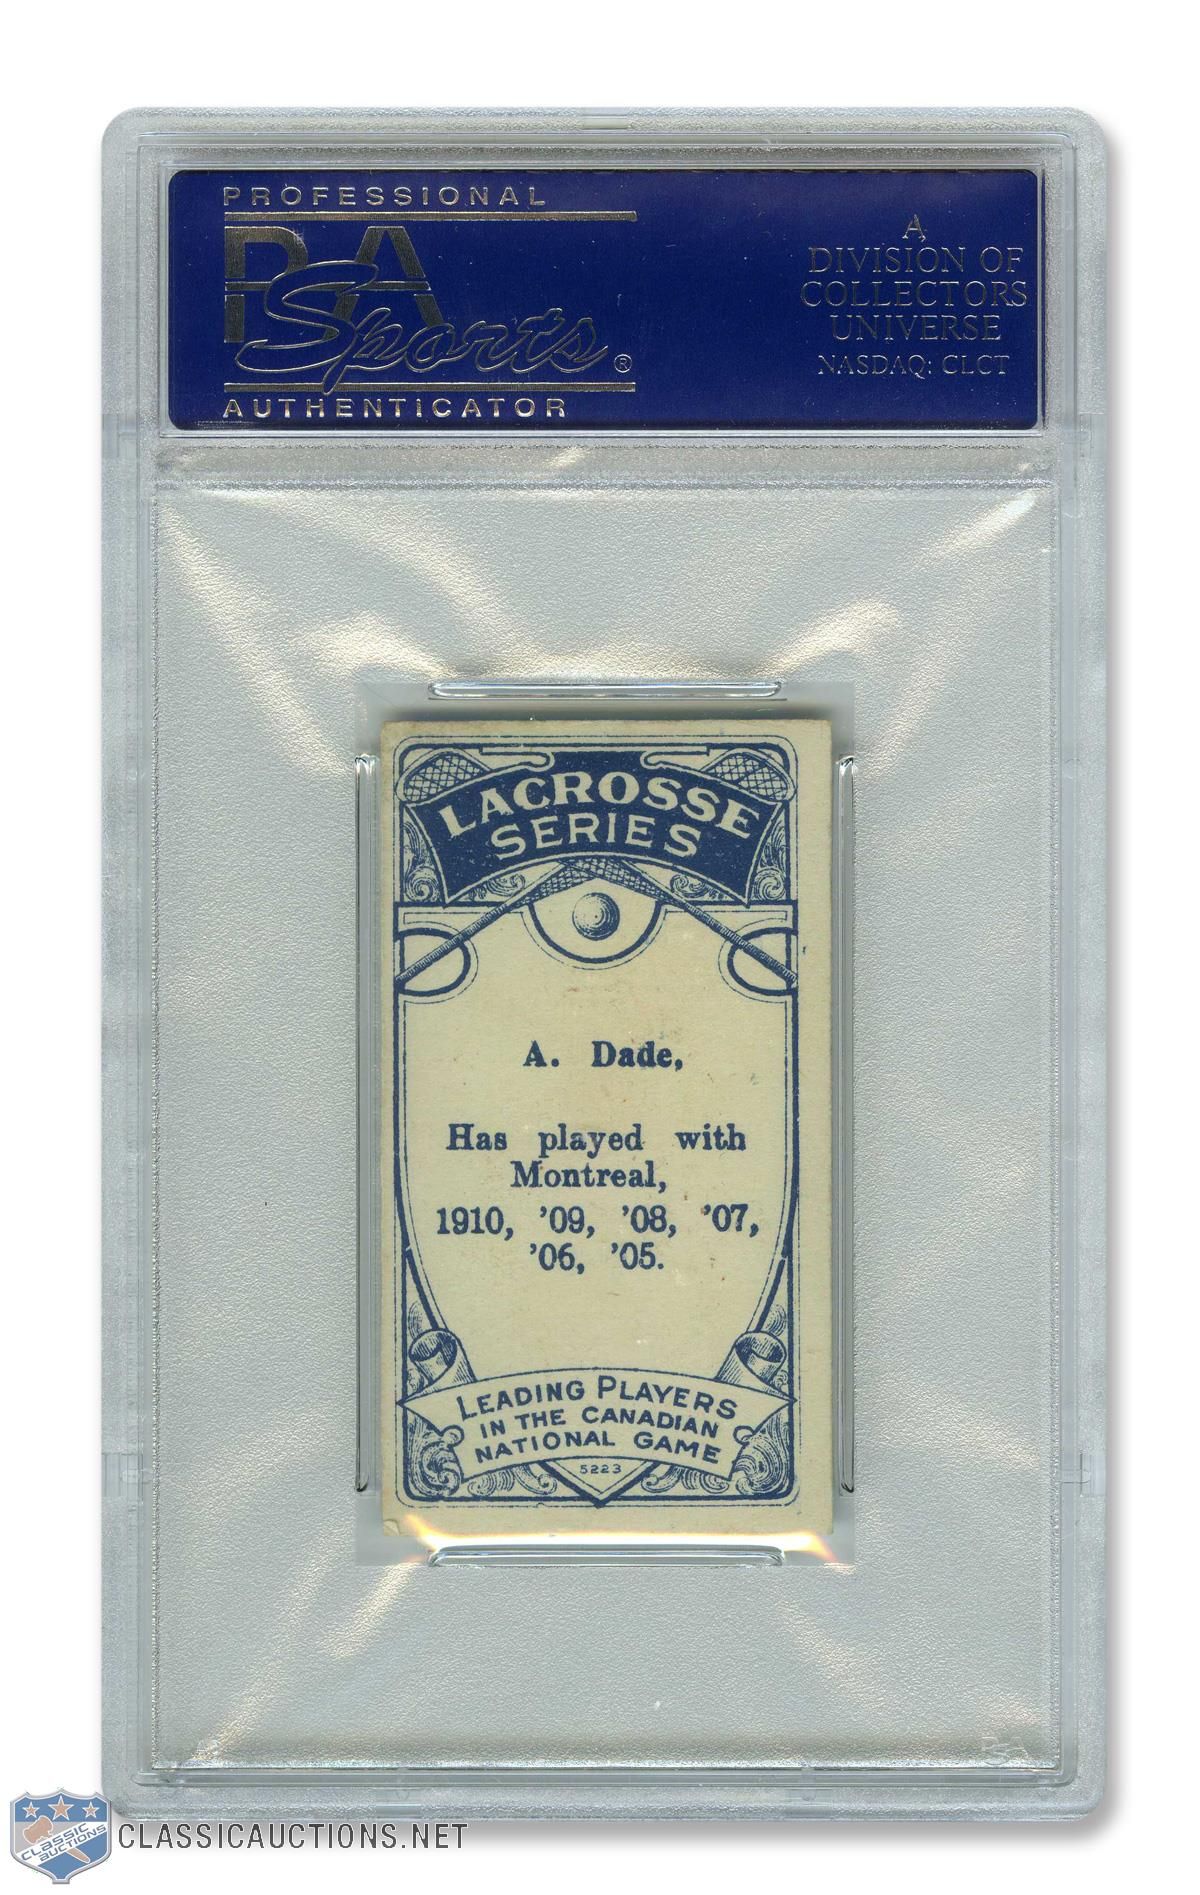 PROFESSIONAL
PSA
Sports®
AUTHENTICATOR
A
DIVISION OF
COLLECTORS
UNIVERSE
NASDAQ: CLCT
LACROSSE
SERIES
A. Dade,
Has played with
Montreal,
1910, '09, '08, '07,
'06, '05.
LEADING PLAYERS
IN THE CANADIAN
NATIONAL GAME
5223
PSA
CLASSIC
AUCTIONS
CLASSICAUCTIONS.NET